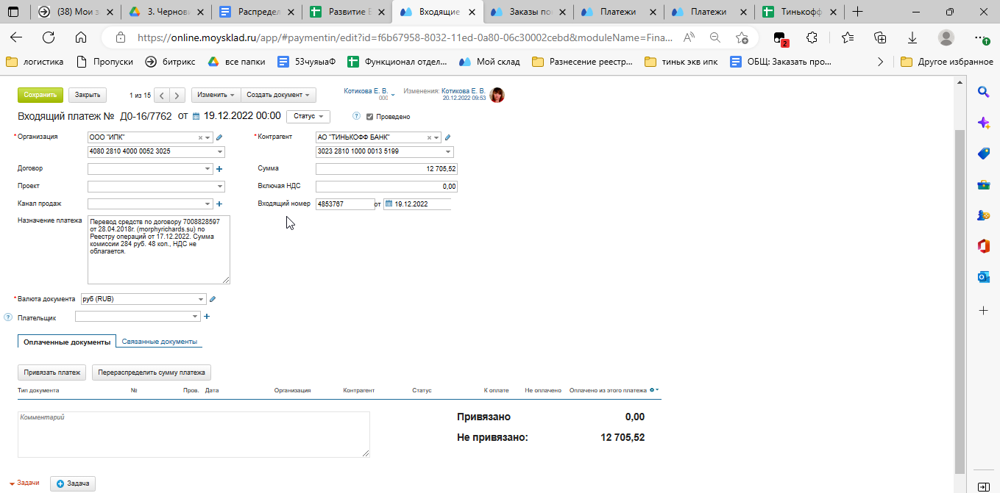 (38) Мои з
3. Чернови
Распредел
Развитие Б
Входящие
Заказы по
Платежи
Платежи
Тинькофф
https://online.moysklad.ru/app/#paymentin/edit?id=f6b67958-8032-11ed-0a80-06c30002cebd&moduleName=Fina...
2
логистика
Пропуски
битрикс
все папки
53чуяыаФ
Функционал отдел...
Мой склад
Разнесение реестр...
тиньк экв ипк
ОБЩ: Заказать про...
Другое избранное
Сохранить
Закрыть
1 из 15
Изменить
Создать документ
Котикова Е. В.
000
Изменения: Котикова Е. В.
20.12.2022 09:53
Входящий платеж № Д0-16/7762 от 19.12.2022 00:00
Статус
? Проведено
*Организация ООО "ИПК"
*Контрагент АО "ТИНЬКОФФ БАНК"
4080 2810 4000 0052 3025
3023 2810 1000 0013 5199
Договор
Сумма 12 705,52
Проект
Включая НДС 0,00
Канал продаж
Входящий номер 4853767 от 19.12.2022
Назначение платежа
Перевод средств по договору 7008828597
от 28.04.2018г. (morphyrichards.su) по
Реестру операций от 17.12.2022. Сумма
комиссии 284 руб. 48 коп., НДС не
облагается.
*Валюта документа руб (RUB)
? Плательщик
Оплаченные документы
Связанные документы
Привязать платеж
Перераспределить сумму платежа
Тип документа № Пров. Дата Организация Контрагент Статус К оплате Не оплачено Оплачено из этого платежа
Комментарий
Привязано 0,00
Не привязано: 12 705,52
Задачи
Задача